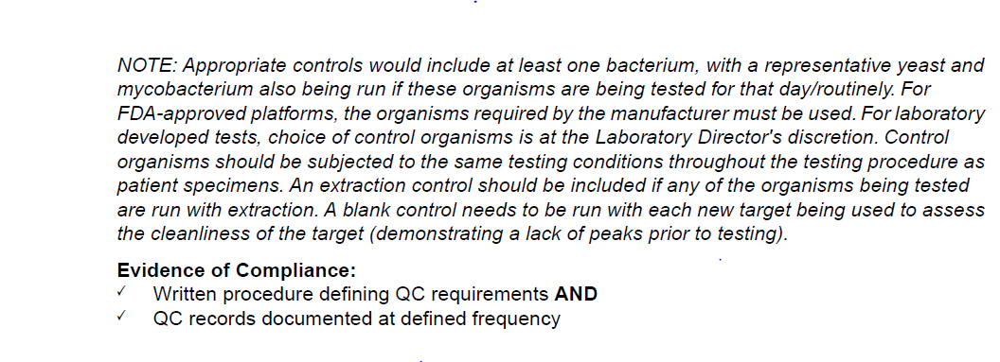 NOTE: Appropriate controls would include at least one bacterium, with a representative yeast and
mycobacterium also being run if these organisms are being tested for that day/routinely. For
FDA-approved platforms, the organisms required by the manufacturer must be used. For laboratory
developed tests, choice of control organisms is at the Laboratory Director's discretion. Control
organisms should be subjected to the same testing conditions throughout the testing procedure as
patient specimens. An extraction control should be included if any of the organisms being tested
are run with extraction. A blank control needs to be run with each new target being used to assess
the cleanliness of the target (demonstrating a lack of peaks prior to testing).
Evidence of Compliance:
✓ Written procedure defining QC requirements AND
✓ QC records documented at defined frequency